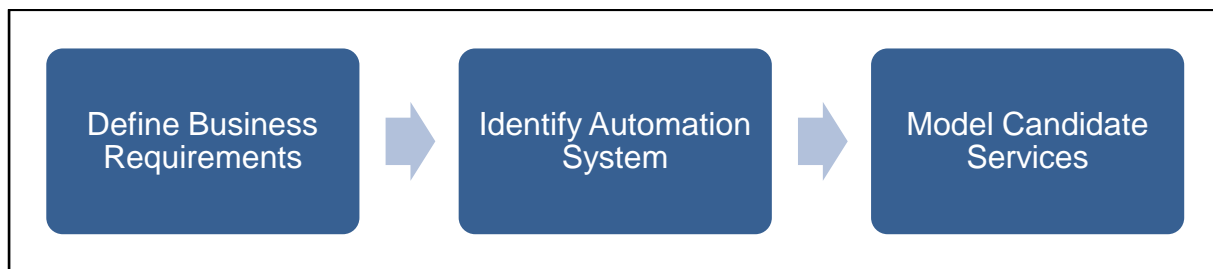 Define Business
Requirements
Identify Automation
System
Model Candidate
Services